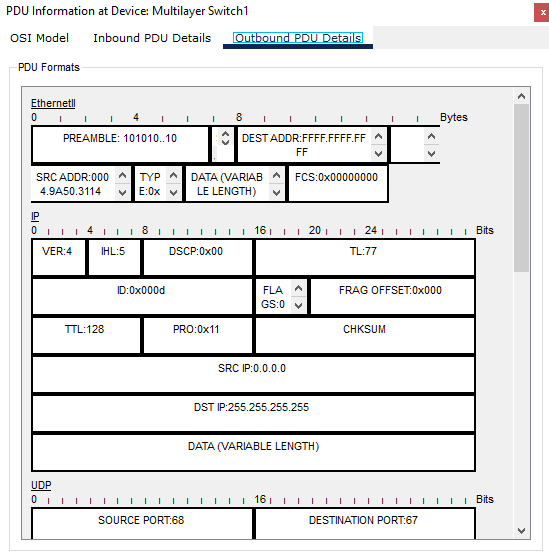 PDU Information at Device: Multilayer Switch1
x
OSI Model Inbound PDU Details Outbound PDU Details
PDU Formats
EthernetII
0 4 8 Bytes
PREAMBLE: 101010..10 DEST ADDR:FFFF.FFFF.FF
FF
SRC ADDR:000 TYP DATA (VARIAB FCS:0x00000000
4.9A50.3114 E:0x LE LENGTH)
IP
0 4 8 16 20 24 Bits
VER:4 IHL:5 DSCP:0x00 TL:77
ID:0x000d FLA FRAG OFFSET:0x000
GS:0
TTL:128 PRO:0x11 CHKSUM
SRC IP:0.0.0.0
DST IP:255.255.255.255
DATA (VARIABLE LENGTH)
UDP
0 16 Bits
SOURCE PORT:68 DESTINATION PORT:67